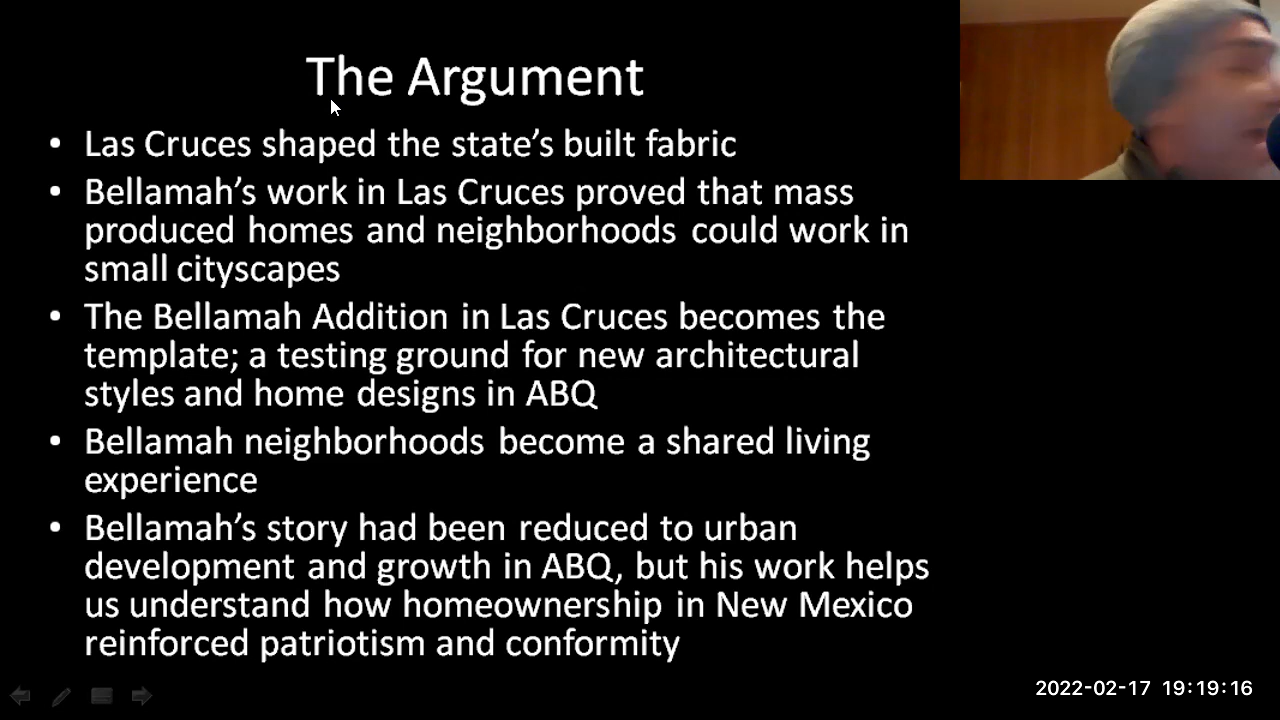 The Argument
• Las Cruces shaped the state’s built fabric
• Bellamah’s work in Las Cruces proved that mass
produced homes and neighborhoods could work in
small cityscapes
• The Bellamah Addition in Las Cruces becomes the
template; a testing ground for new architectural
styles and home designs in ABQ
• Bellamah neighborhoods become a shared living
experience
• Bellamah’s story had been reduced to urban
development and growth in ABQ, but his work helps
us understand how homeownership in New Mexico
reinforced patriotism and conformity
2022-02-17 19:19:16